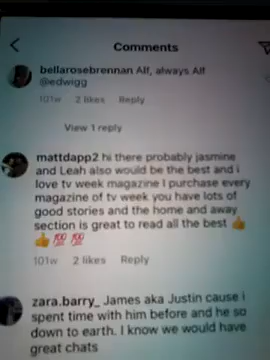 Comments
bellarosebrennan Alf, always Alf
@edwigg
101w 2 likes Reply
View 1 reply
mattdapp2 hi there probably jasmine
and Leah also would be the best and i
love tv week magazine I purchase every
magazine of tv week you have lots of
good stories and the home and away
section is great to read all the best 👍
👍 💯 💯
101w 2 likes Reply
zara.barry_ James aka Justin cause i
spent time with him before and he so
down to earth. I know we would have
great chats